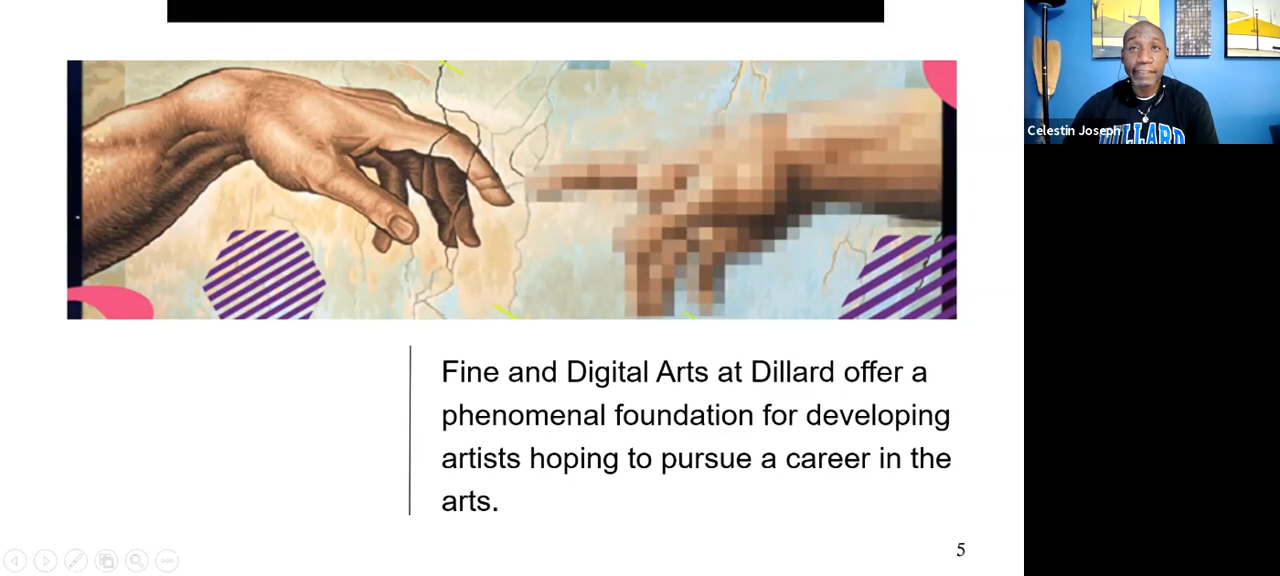 Celestin Joseph
DILLARD
Fine and Digital Arts at Dillard offer a
phenomenal foundation for developing
artists hoping to pursue a career in the
arts.
5